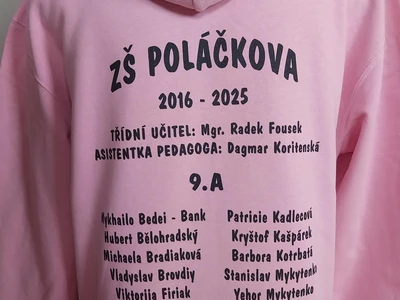 ZŠ POLÁČKOVA
2016 - 2025
TŘÍDNÍ UČITEL: Mgr. Radek Fousek
ASISTENTKA PEDAGOGA: Dagmar Koritenská
9.A
Mykhailo Bedei - Bank Patricie Kadlecová
Hubert Bělohradský Kryštof Kašpárek
Michaela Bradiaková Barbora Kotrbatá
Vladyslav Brovdiy Stanislav Mykytenko
Viktoriia Firiak Yehor Mykytenko